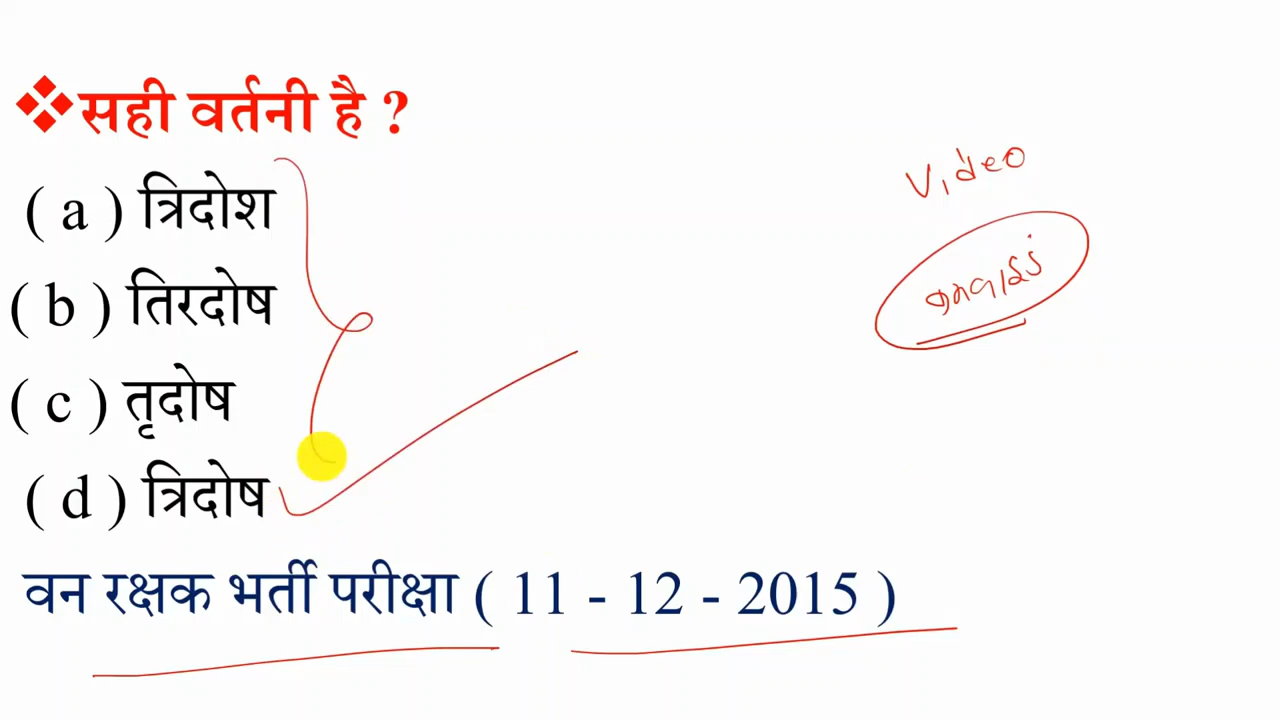 ❖सही वर्तनी है ?
( a ) त्रिदोश
Video
( b ) तिरदोष
( c ) तृदोष
( d ) त्रिदोष
वन रक्षक भर्ती परीक्षा ( 11 - 12 - 2015 )